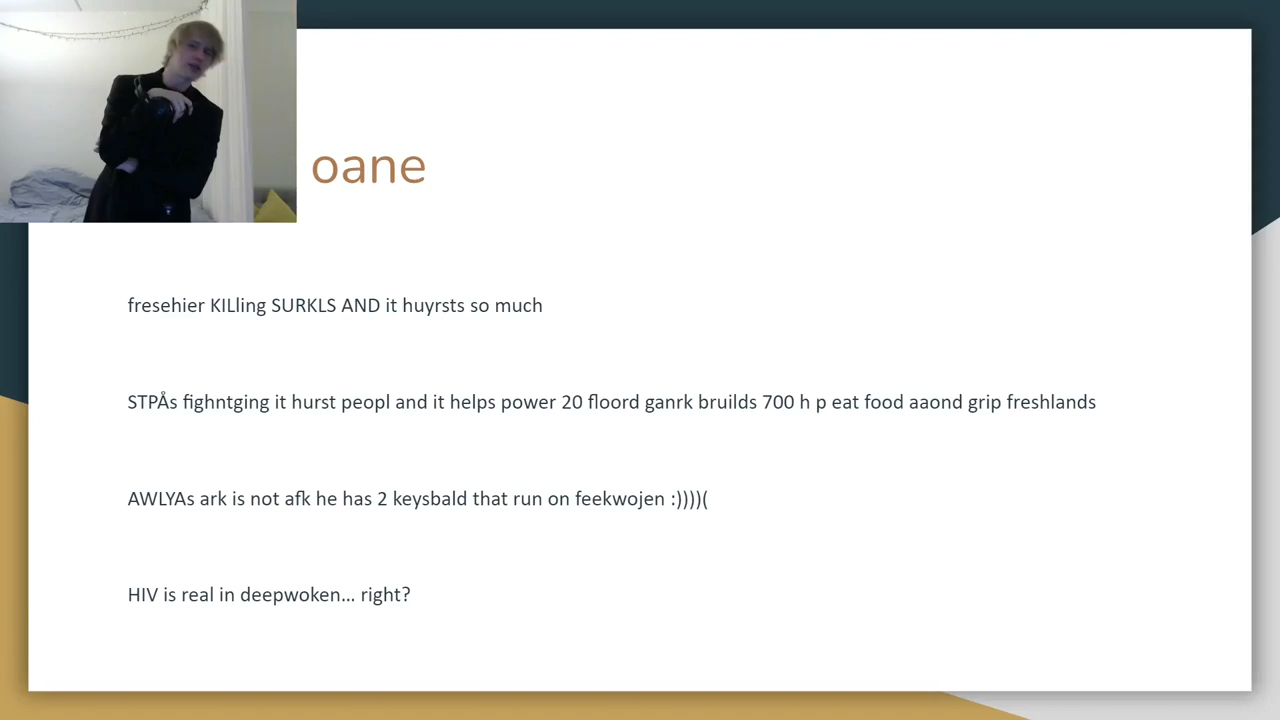 oane
fresehier KILling SURKLS AND it huyrsts so much
STPÅs fighntging it hurst peopl and it helps power 20 floord ganrk bruilds 700 h p eat food aaond grip freshlands
AWLYAs ark is not afk he has 2 keysbald that run on feekwojen :))))(
HIV is real in deepwoken... right?